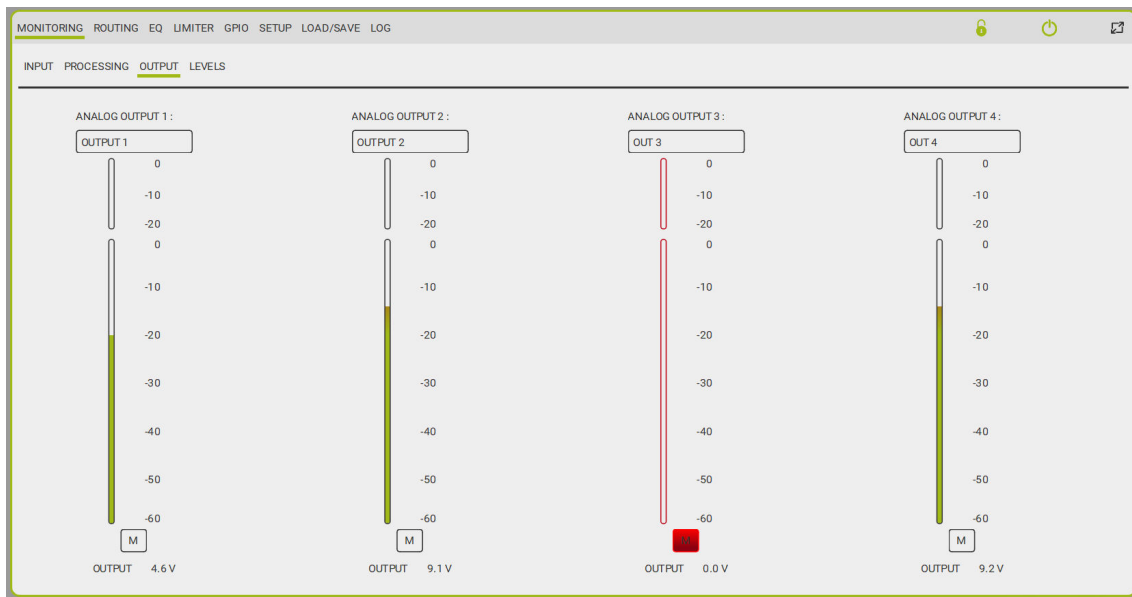 MONITORING ROUTING EQ LIMITER GPIO SETUP LOAD/SAVE LOG
INPUT PROCESSING OUTPUT LEVELS
ANALOG OUTPUT 1 : ANALOG OUTPUT 2 : ANALOG OUTPUT 3 : ANALOG OUTPUT 4 :
OUTPUT 1 OUTPUT 2 OUT 3 OUT 4
0 0 0 0
-10 -10 -10 -10
-20 -20 -20 -20
0 0 0 0
-10 -10 -10 -10
-20 -20 -20 -20
-30 -30 -30 -30
-40 -40 -40 -40
-50 -50 -50 -50
-60 -60 -60 -60
M M M M
OUTPUT 4.6 V OUTPUT 9.1 V OUTPUT 0.0 V OUTPUT 9.2 V